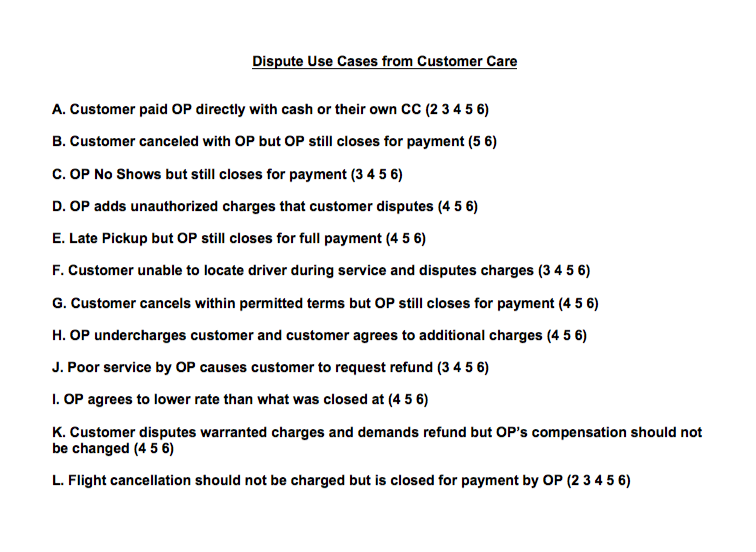 Dispute Use Cases from Customer Care
A. Customer paid OP directly with cash or their own CC (2 3 4 5 6)
B. Customer canceled with OP but OP still closes for payment (5 6)
C. OP No Shows but still closes for payment (3 4 5 6)
D. OP adds unauthorized charges that customer disputes (4 5 6)
E. Late Pickup but OP still closes for full payment (4 5 6)
F. Customer unable to locate driver during service and disputes charges (3 4 5 6)
G. Customer cancels within permitted terms but OP still closes for payment (4 5 6)
H. OP undercharges customer and customer agrees to additional charges (4 5 6)
J. Poor service by OP causes customer to request refund (3 4 5 6)
I. OP agrees to lower rate than what was closed at (4 5 6)
K. Customer disputes warranted charges and demands refund but OP’s compensation should not
be changed (4 5 6)
L. Flight cancellation should not be charged but is closed for payment by OP (2 3 4 5 6)